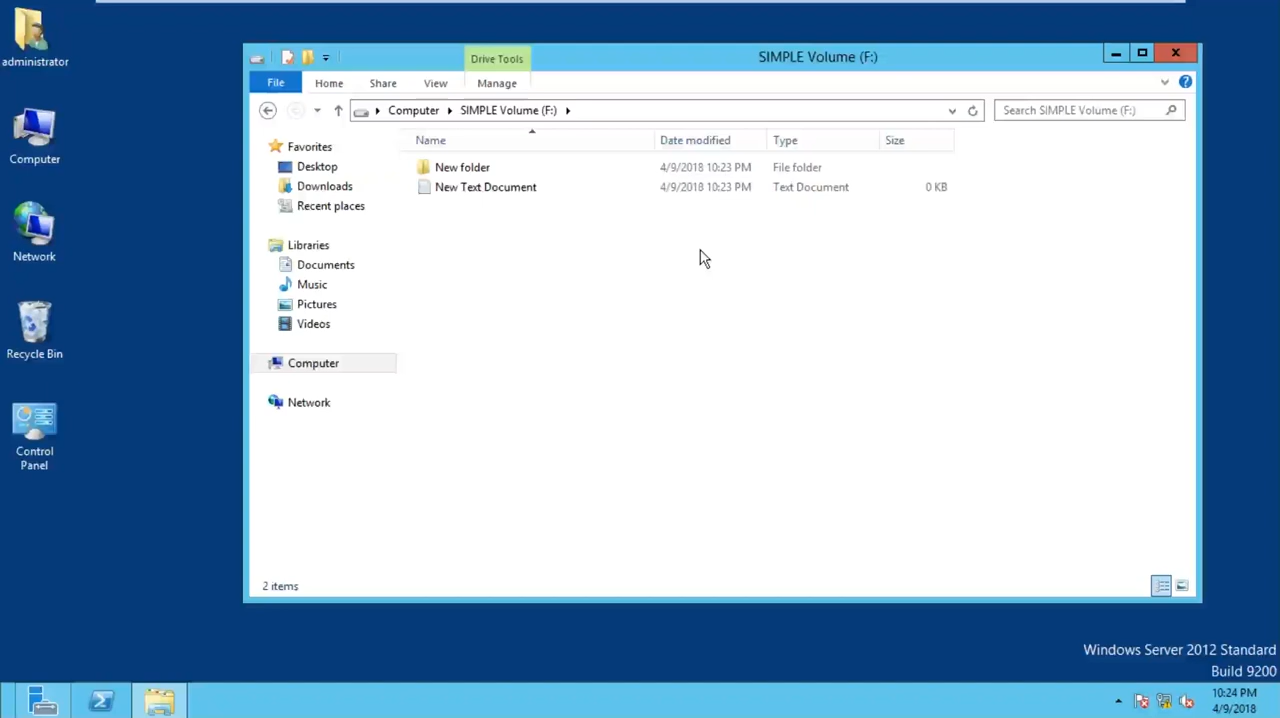 administrator
Computer
Network
Recycle Bin
Control
Panel
Drive Tools
SIMPLE Volume (F:)
File
Home
Share
View
Manage
Computer
SIMPLE Volume (F:)
Search SIMPLE Volume (F:)
Name
Date modified
Type
Size
New folder
4/9/2018 10:23 PM
File folder
New Text Document
4/9/2018 10:23 PM
Text Document
0 KB
Favorites
Desktop
Downloads
Recent places
Libraries
Documents
Music
Pictures
Videos
Computer
Network
2 items
Windows Server 2012 Standard
Build 9200
10:24 PM
4/9/2018